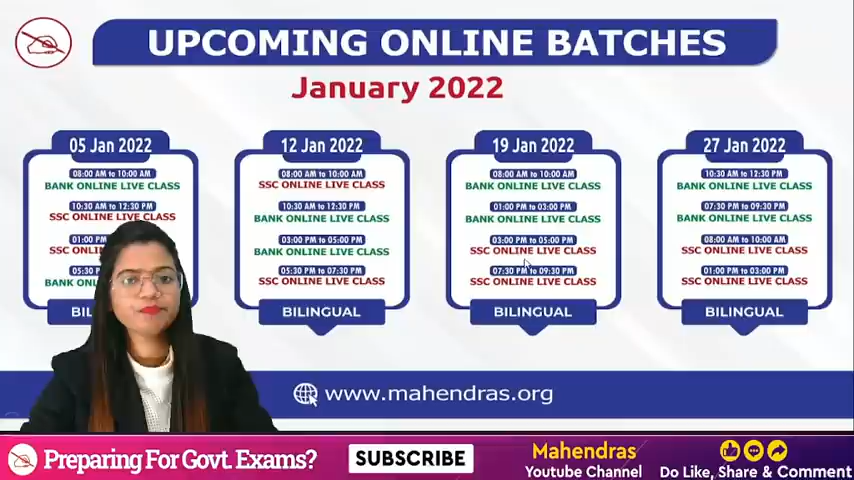 UPCOMING ONLINE BATCHES
January 2022
05 Jan 2022
08:00 AM to 10:00 AM
BANK ONLINE LIVE CLASS
10:30 AM to 12:30 PM
SSC ONLINE LIVE CLASS
01:00 PM
SSC
05:30
BANK
12 Jan 2022
08:00 AM to 10:00 AM
SSC ONLINE LIVE CLASS
10:30 AM to 12:30 PM
BANK ONLINE LIVE CLASS
03:00 PM to 05:00 PM
BANK ONLINE LIVE CLASS
05:30 PM to 07:30 PM
SSC ONLINE LIVE CLASS
BILINGUAL
19 Jan 2022
08:00 AM to 10:00 AM
BANK ONLINE LIVE CLASS
01:00 PM to 03:00 PM
BANK ONLINE LIVE CLASS
03:00 PM to 05:00 PM
SSC ONLINE LIVE CLASS
07:30 PM to 09:30 PM
SSC ONLINE LIVE CLASS
BILINGUAL
27 Jan 2022
10:30 AM to 12:30 PM
BANK ONLINE LIVE CLASS
07:30 PM to 09:30 PM
BANK ONLINE LIVE CLASS
08:00 AM to 10:00 AM
SSC ONLINE LIVE CLASS
01:00 PM to 03:00 PM
SSC ONLINE LIVE CLASS
BILINGUAL
www.mahendras.org
Preparing For Govt. Exams?
SUBSCRIBE
Mahendras
Youtube Channel
Do Like, Share & Comment